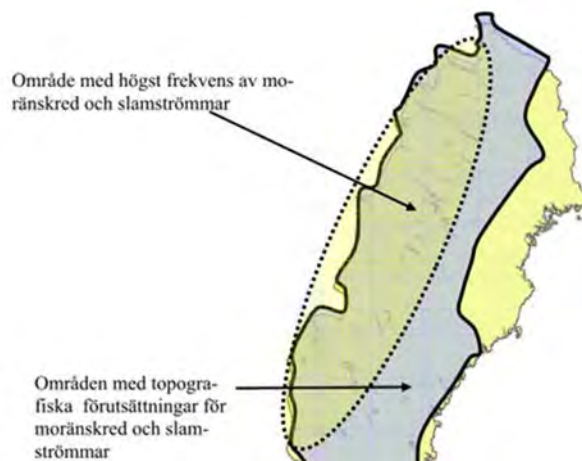 Område med högst frekvens av mo-
ränskred och slamströmmar
Områden med topogra-
fiska förutsättningar för
moränskred och slam-
strömmar